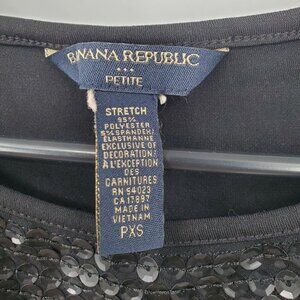 BANANA REPUBLIC
PETITE
STRETCH
95%
POLYESTER
5% SPANDEX/
ELASTHANNE
EXCLUSIVE OF
DECORATION/
À L'EXCEPTION
DES
GARNITURES
RN 54023
CA17897
MADE IN
VIETNAM
PXS